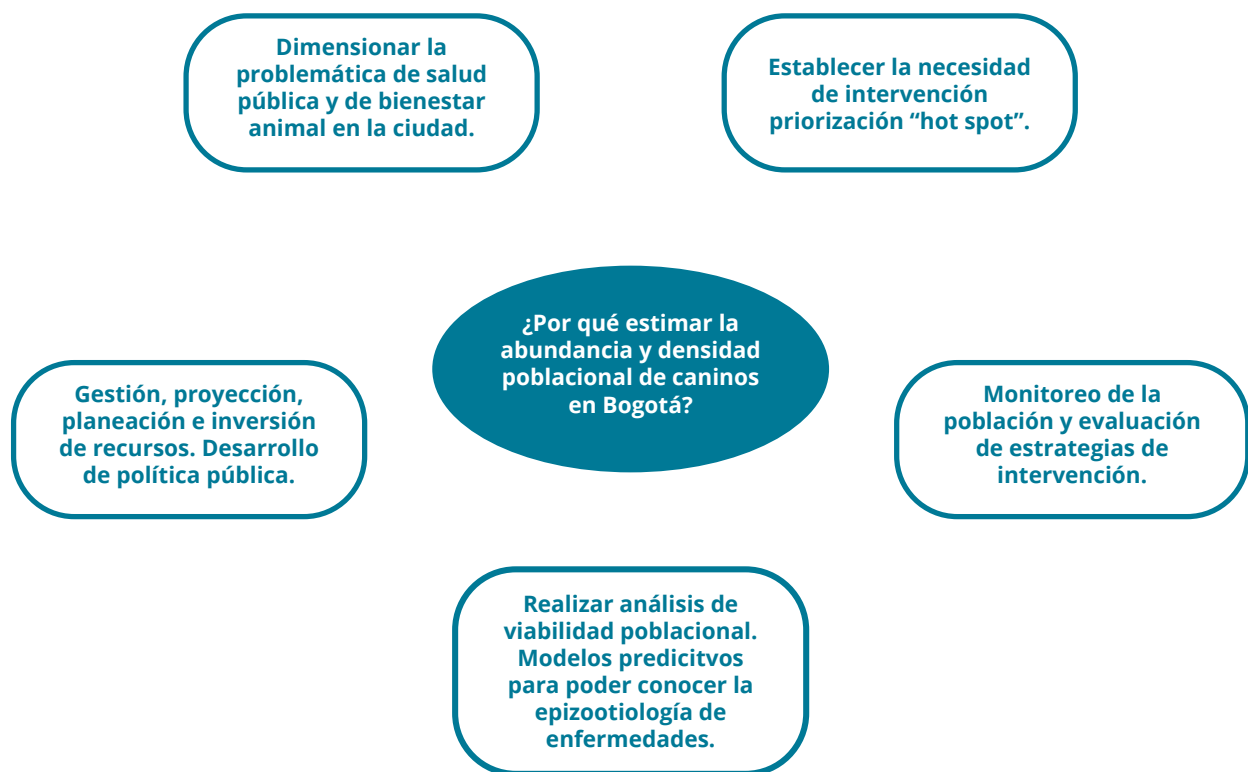 Dimensionar la
problemática de salud
pública y de bienestar
animal en la ciudad.
Establecer la necesidad
de intervención
priorización “hot spot”.
¿Por qué estimar la
abundancia y densidad
poblacional de caninos
en Bogotá?
Gestión, proyección,
planeación e inversión
de recursos. Desarrollo
de política pública.
Monitoreo de la
población y evaluación
de estrategias de
intervención.
Realizar análisis de
viabilidad poblacional.
Modelos predicitvos
para poder conocer la
epizootiología de
enfermedades.